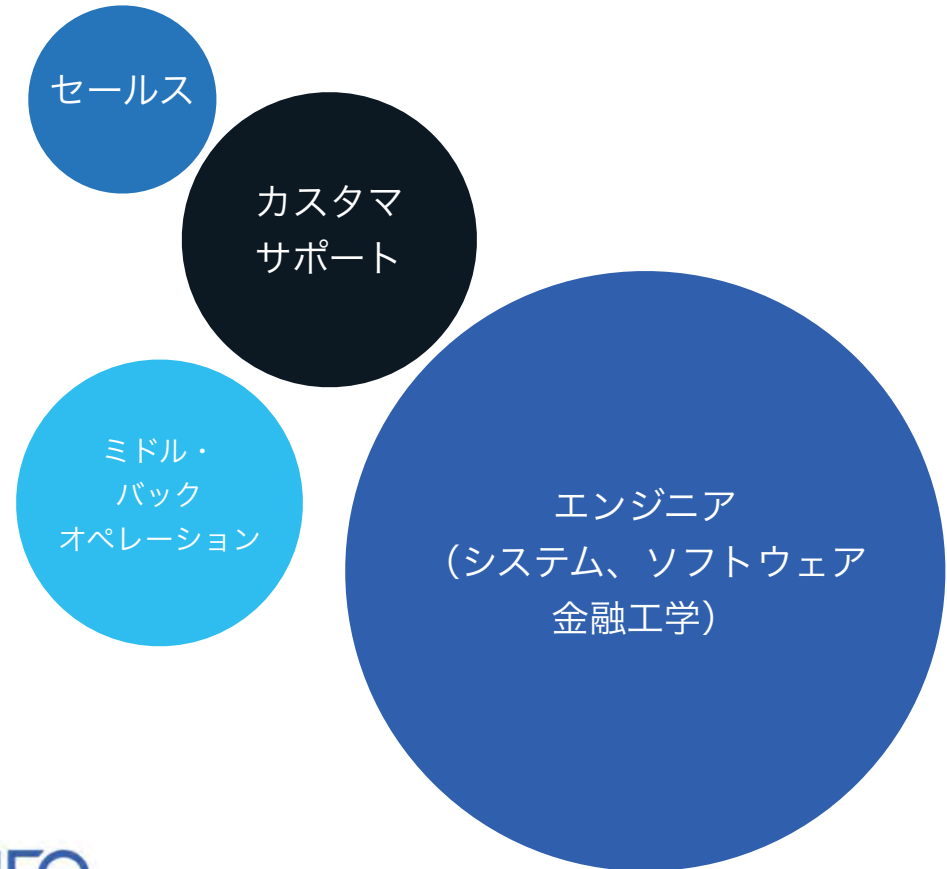 セールス
カスタマ
サポート
ミドル・
バック
オペレーション
エンジニア
（システム、ソフトウェア
金融工学）